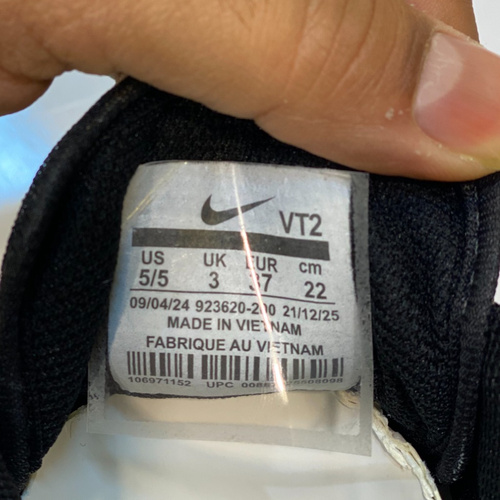 VT2
US UK EUR cm
5/5 3 37 22
09/04/24 923620-200 21/12/25
MADE IN VIETNAM
FABRIQUE AU VIETNAM
106971152 UPC